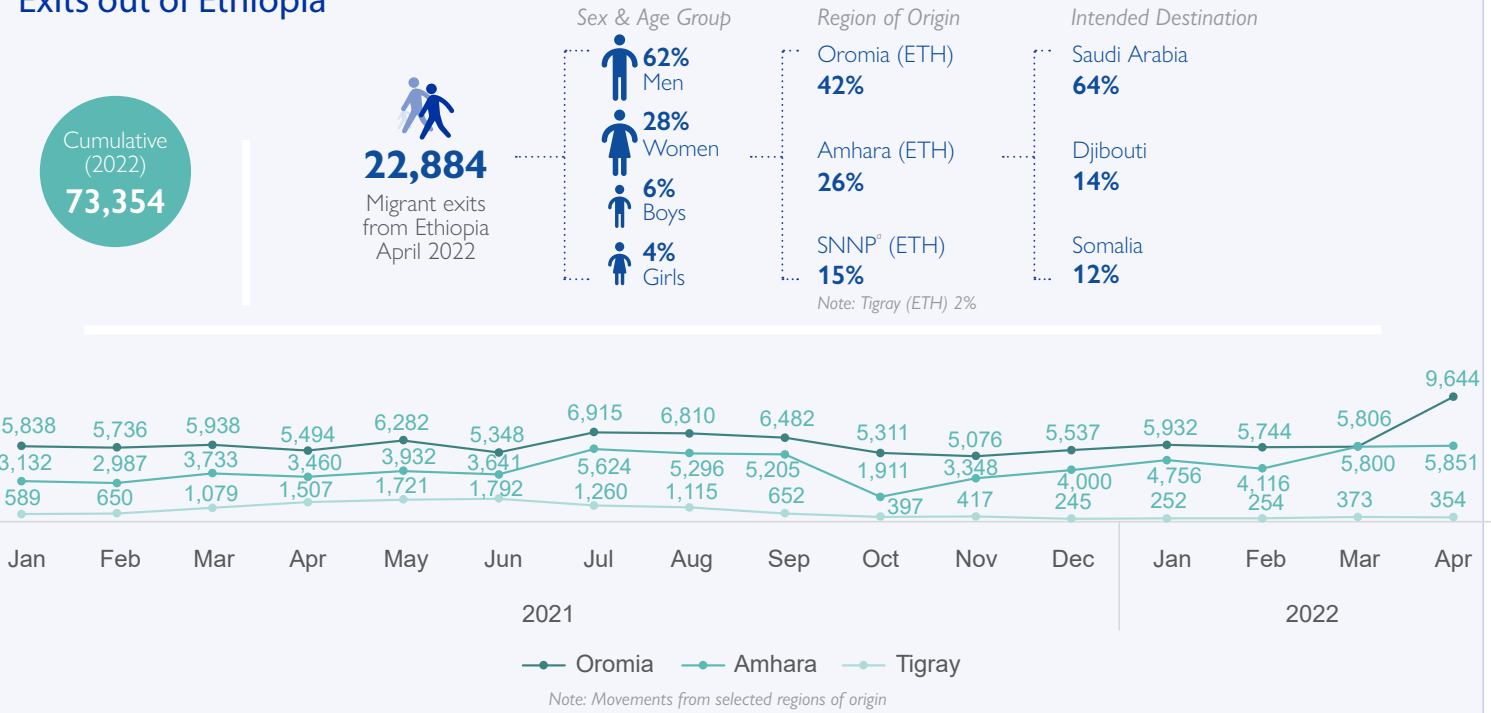 Exits out of Ethiopia
Cumulative
(2022)
73,354
22,884
Migrant exits
from Ethiopia
April 2022
Sex & Age Group
62%
Men
28%
Women
6%
Boys
4%
Girls
Region of Origin
Oromia (ETH)
42%
Amhara (ETH)
26%
SNNPᵃ (ETH)
15%
Note: Tigray (ETH) 2%
Intended Destination
Saudi Arabia
64%
Djibouti
14%
Somalia
12%
5,838 5,736 5,938 5,494 6,282 5,348 6,915 6,810 6,482 5,311 5,076 5,537 5,932 5,744 5,806 9,644
3,132 2,987 3,733 3,460 3,932 3,641 5,624 5,296 5,205 1,911 3,348 4,000 4,756 4,116 5,800 5,851
589 650 1,079 1,507 1,721 1,792 1,260 1,115 652 397 417 245 252 254 373 354
Jan Feb Mar Apr May Jun Jul Aug Sep Oct Nov Dec Jan Feb Mar Apr
2021 2022
Oromia Amhara Tigray
Note: Movements from selected regions of origin